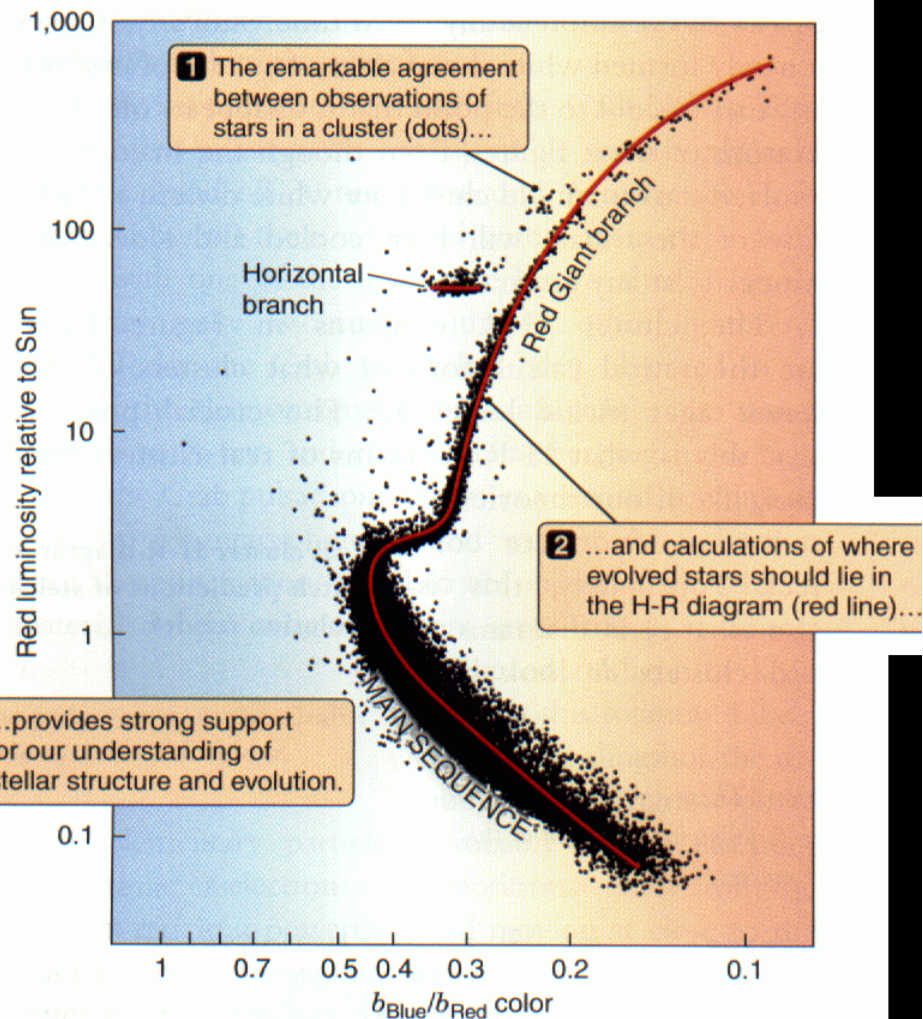 1,000
1 The remarkable agreement
between observations of
stars in a cluster (dots)...
100
Horizontal
branch
Red Giant branch
Red luminosity relative to Sun
10
2 ...and calculations of where
evolved stars should lie in
the H-R diagram (red line)...
1
MAIN SEQUENCE
..provides strong support
or our understanding of
stellar structure and evolution.
0.1
1 0.7 0.5 0.4 0.3 0.2 0.1
bBlue/bRed color